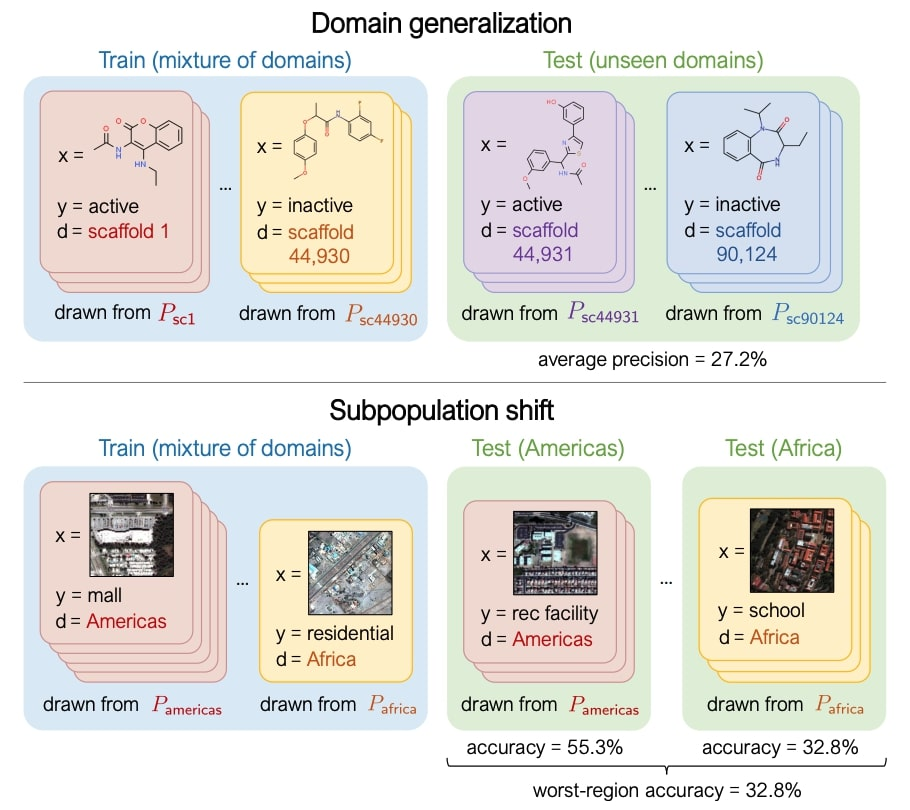 Domain generalization
Train (mixture of domains)
Test (unseen domains)
x =
y = active
d = scaffold 1
...
x =
y = inactive
d = scaffold
44,930
x =
y = active
d = scaffold
44,931
...
x =
y = inactive
d = scaffold
90,124
drawn from P_sc1
drawn from P_sc44930
drawn from P_sc44931
drawn from P_sc90124
average precision = 27.2%
Subpopulation shift
Train (mixture of domains)
Test (Americas)
Test (Africa)
x =
y = mall
d = Americas
...
x =
y = residential
d = Africa
x =
y = rec facility
d = Americas
...
x =
y = school
d = Africa
drawn from P_americas
drawn from P_africa
drawn from P_americas
drawn from P_africa
accuracy = 55.3%
accuracy = 32.8%
worst-region accuracy = 32.8%